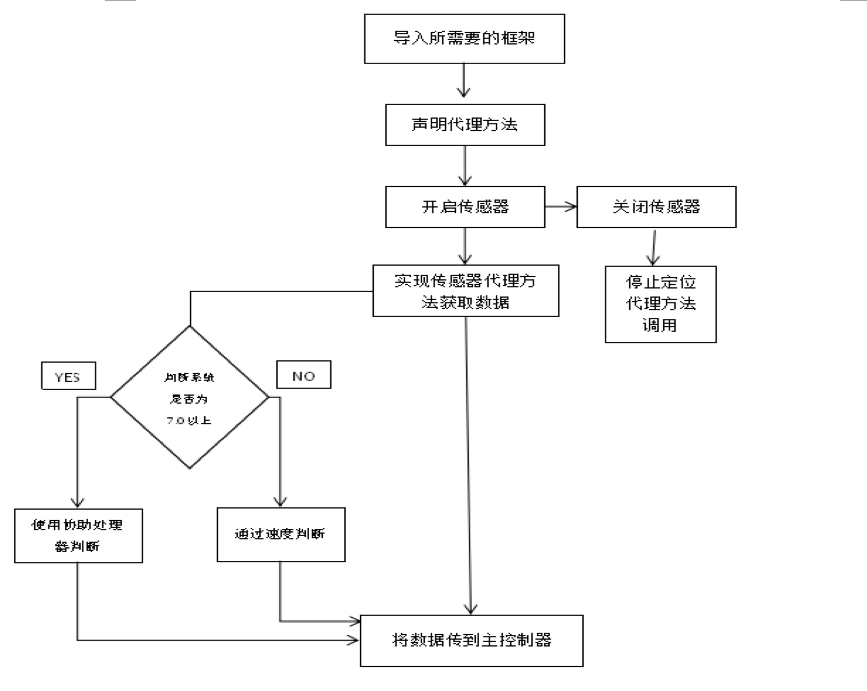 导入所需要的框架
声明代理方法
开启传感器
关闭传感器
实现传感器代理方
法获取数据
停止定位
代理方法
调用
YES
判断系统
是否为
7.0以上
NO
使用协助处理
器判断
通过速度判断
将数据传到主控制器